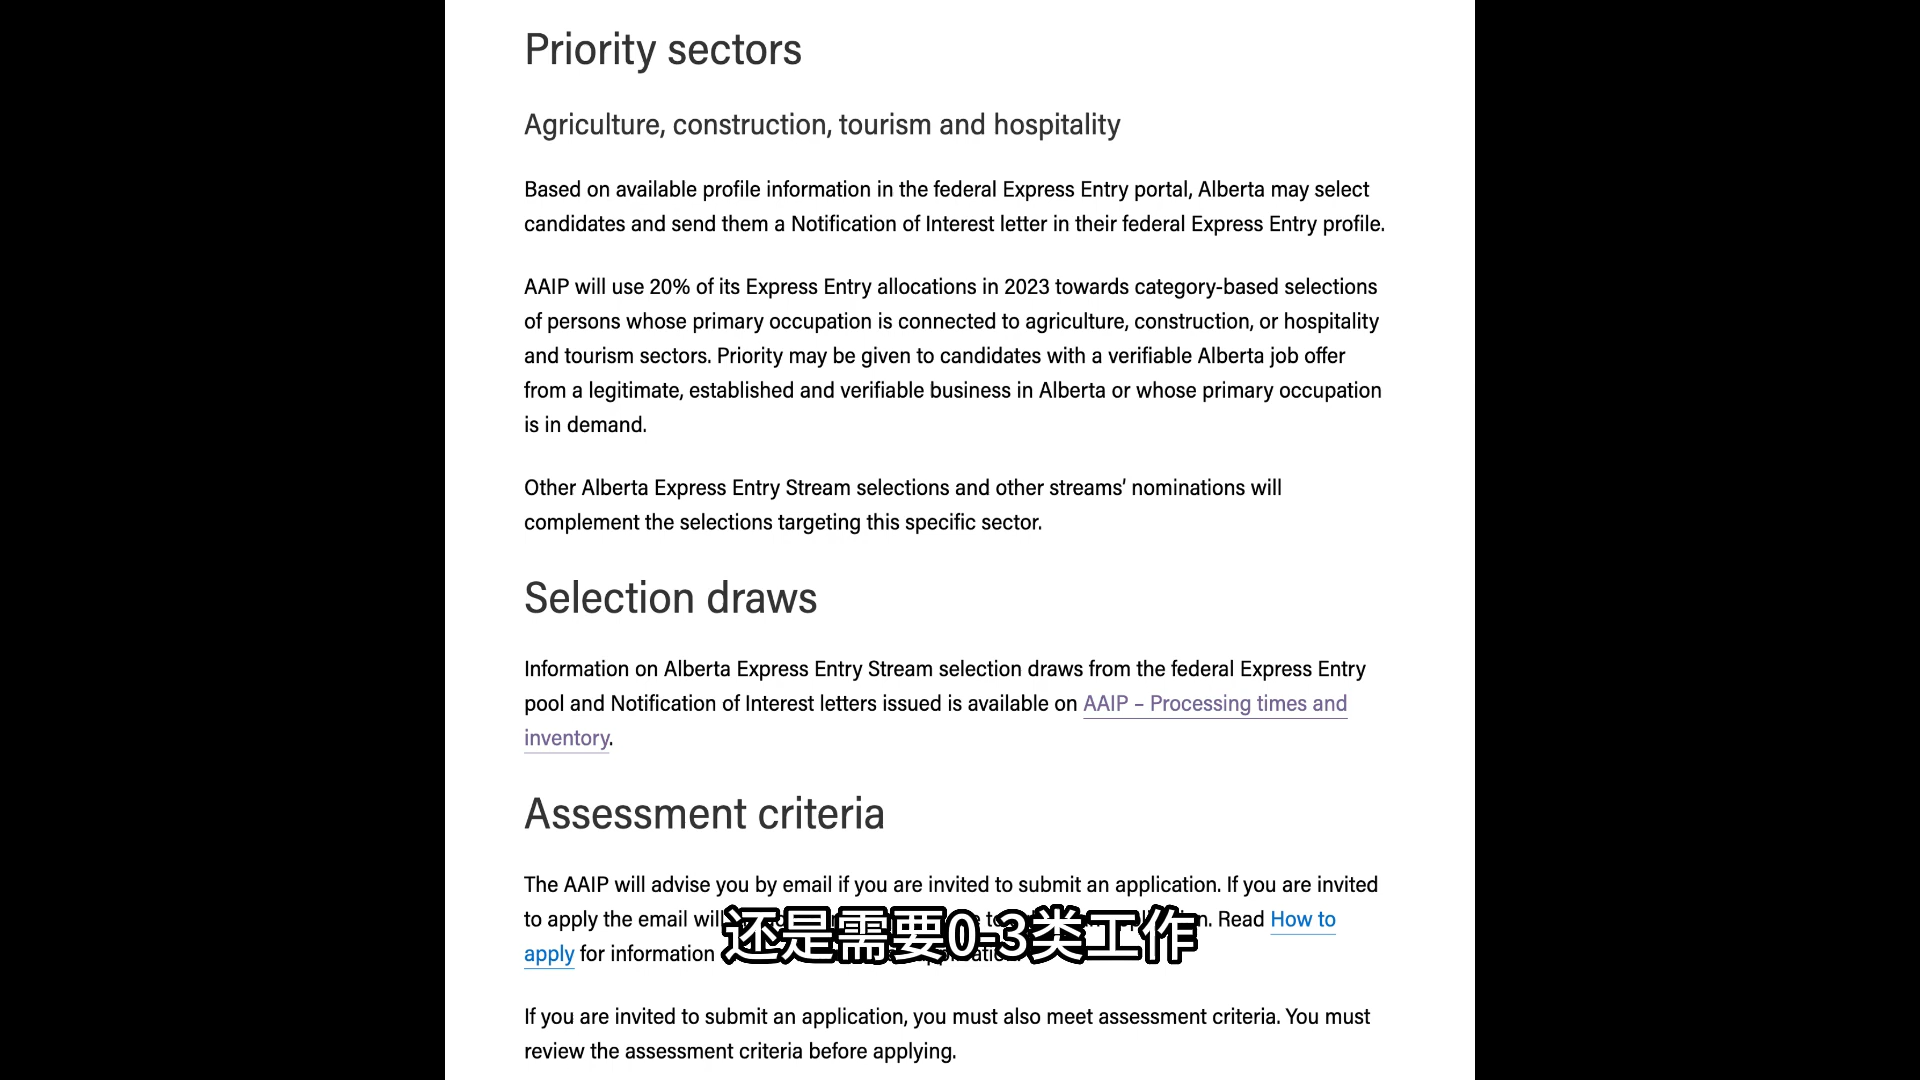 Priority sectors
Agriculture, construction, tourism and hospitality
Based on available profile information in the federal Express Entry portal, Alberta may select
candidates and send them a Notification of Interest letter in their federal Express Entry profile.
AAIP will use 20% of its Express Entry allocations in 2023 towards category-based selections
of persons whose primary occupation is connected to agriculture, construction, or hospitality
and tourism sectors. Priority may be given to candidates with a verifiable Alberta job offer
from a legitimate, established and verifiable business in Alberta or whose primary occupation
is in demand.
Other Alberta Express Entry Stream selections and other streams’ nominations will
complement the selections targeting this specific sector.
Selection draws
Information on Alberta Express Entry Stream selection draws from the federal Express Entry
pool and Notification of Interest letters issued is available on AAIP – Processing times and
inventory.
Assessment criteria
The AAIP will advise you by email if you are invited to submit an application. If you are invited
to apply the email will Read How to
apply for information
还是需要0-3类工作
If you are invited to submit an application, you must also meet assessment criteria. You must
review the assessment criteria before applying.